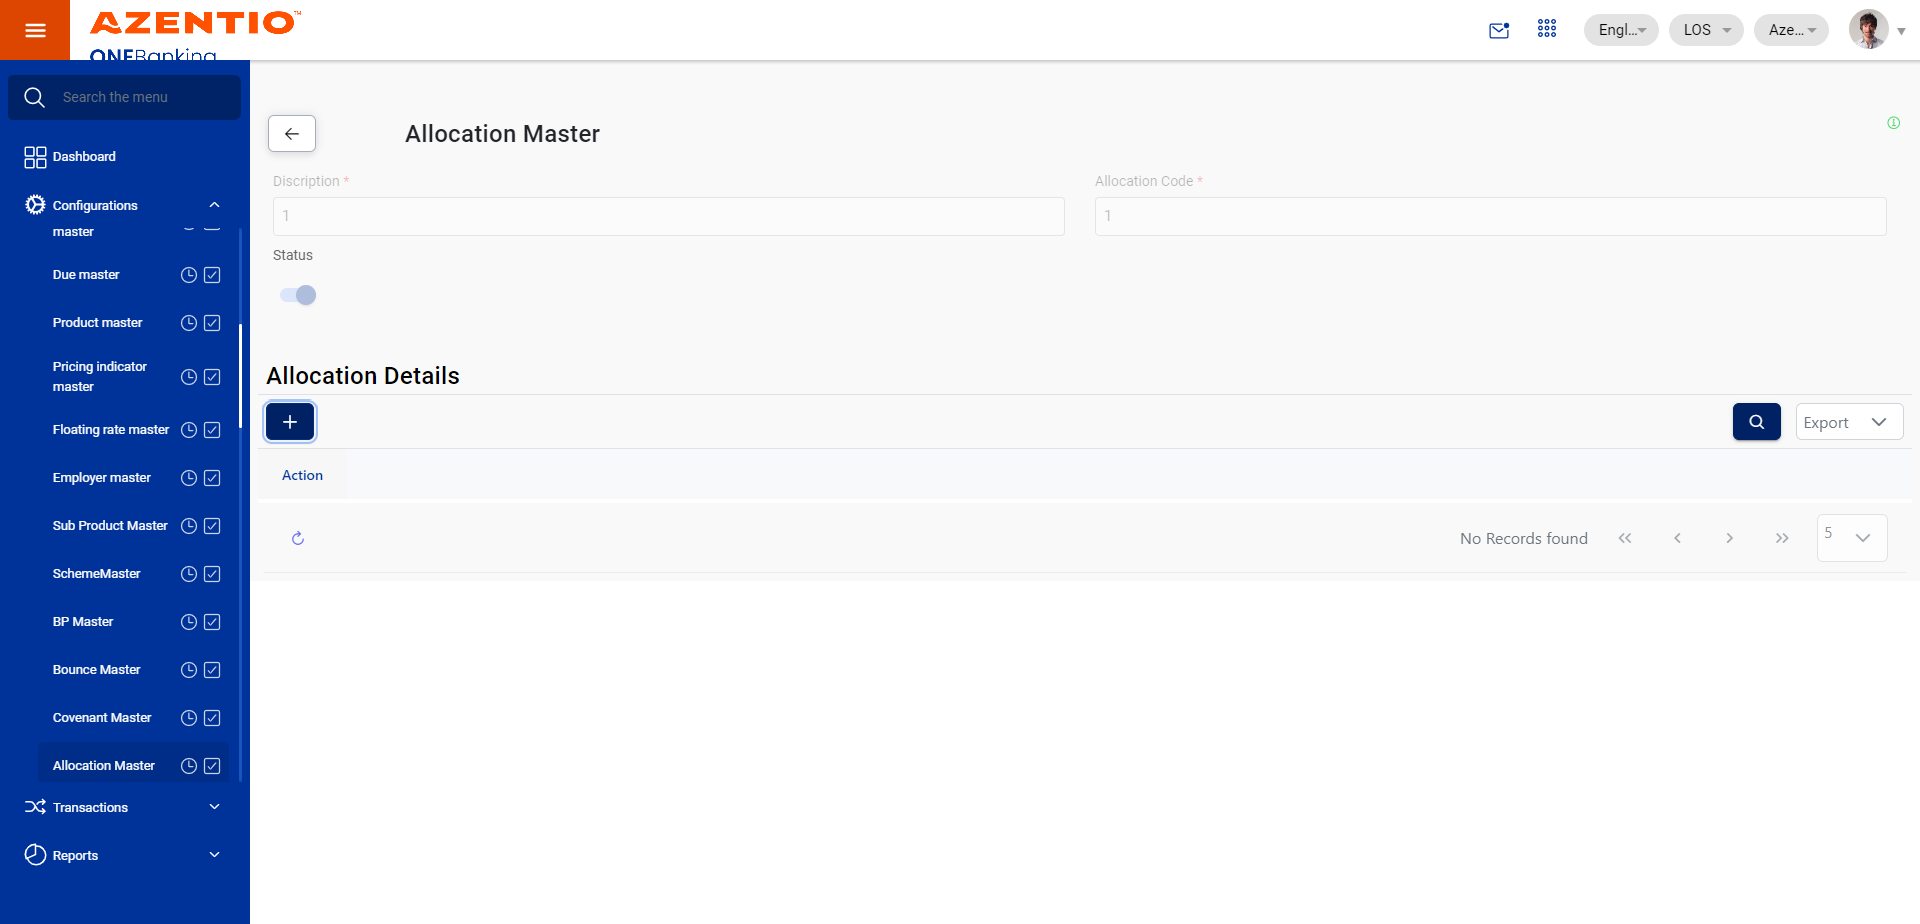 AZENTIO™
ONEBanking
Engl...
LOS
Aze...
Search the menu
Dashboard
Configurations
master
Due master
Product master
Pricing indicator
master
Floating rate master
Employer master
Sub Product Master
SchemeMaster
BP Master
Bounce Master
Covenant Master
Allocation Master
Transactions
Reports
Allocation Master
Discription *
Allocation Code *
1
1
Status
Allocation Details
Export
Action
No Records found
5